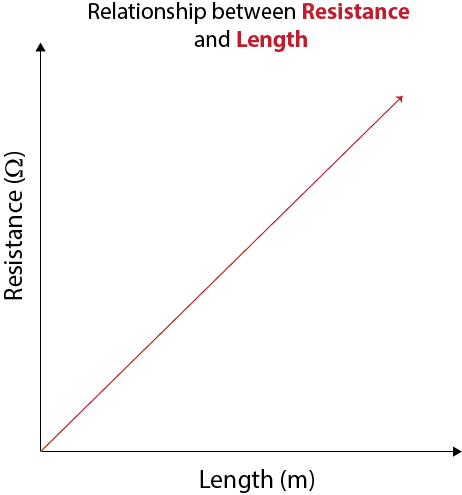 Relationship between Resistance
and Length
Resistance (Ω)
Length (m)